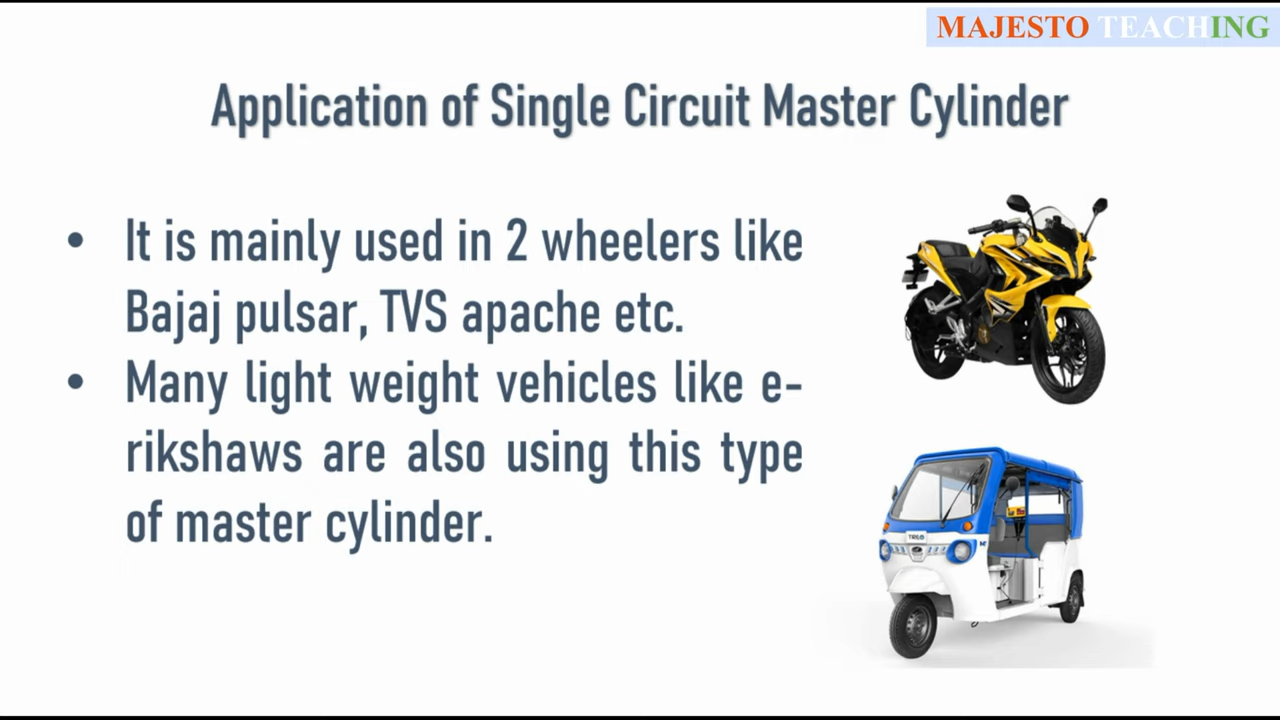 MAJESTO TEACHING
Application of Single Circuit Master Cylinder
• It is mainly used in 2 wheelers like
Bajaj pulsar, TVS apache etc.
• Many light weight vehicles like e-
rikshaws are also using this type
of master cylinder.
TREO